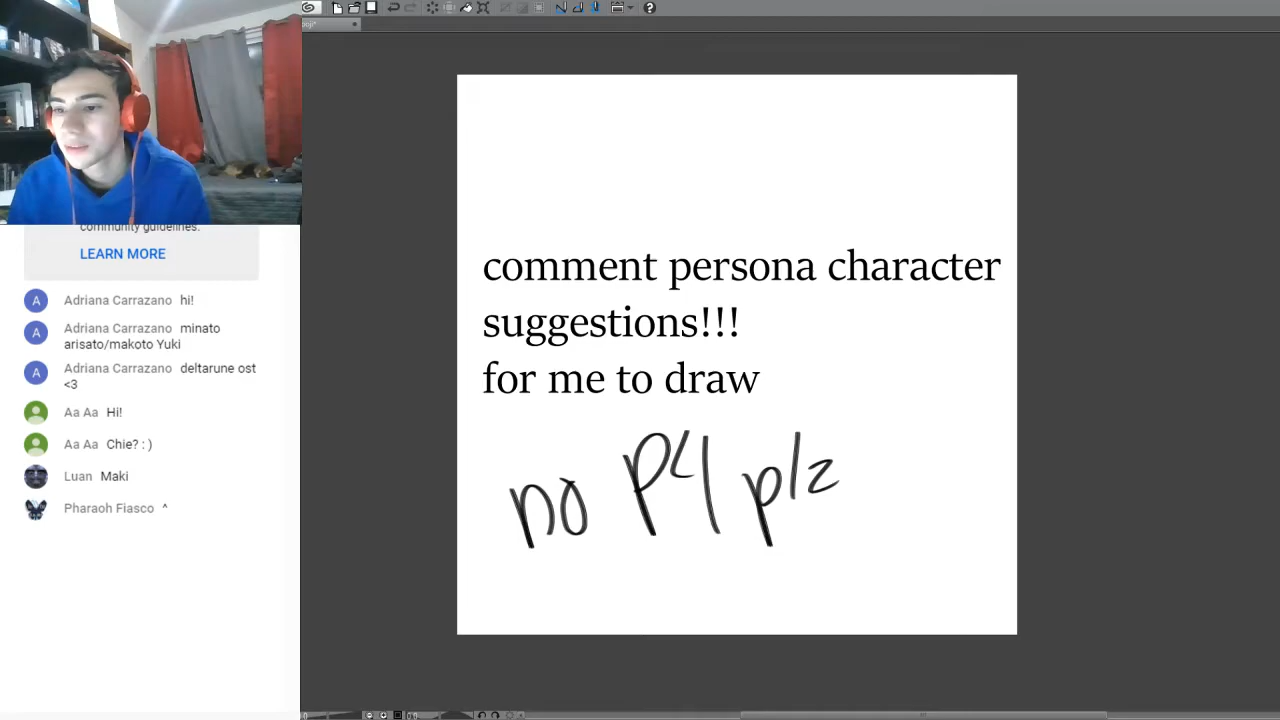 community guidelines.
LEARN MORE
Adriana Carrazano hi!
Adriana Carrazano minato
arisato/makoto Yuki
Adriana Carrazano deltarune ost
<3
Aa Aa Hi!
Aa Aa Chie? : )
Luan Maki
Pharaoh Fiasco ^
comment persona character
suggestions!!!
for me to draw
no P4 plz